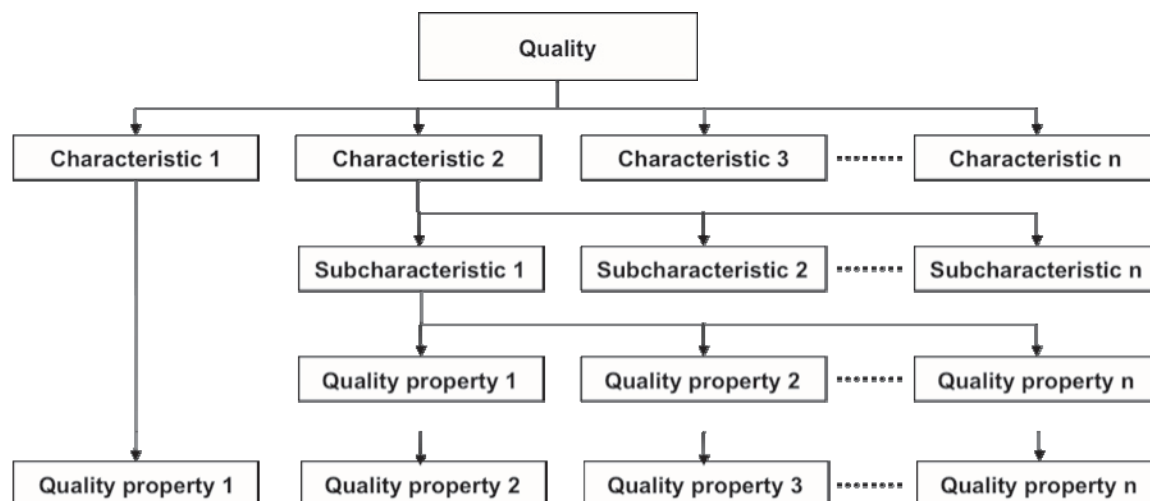 Quality
Characteristic 1
Characteristic 2
Characteristic 3
Characteristic n
Subcharacteristic 1
Subcharacteristic 2
Subcharacteristic n
Quality property 1
Quality property 2
Quality property n
Quality property 1
Quality property 2
Quality property 3
Quality property n